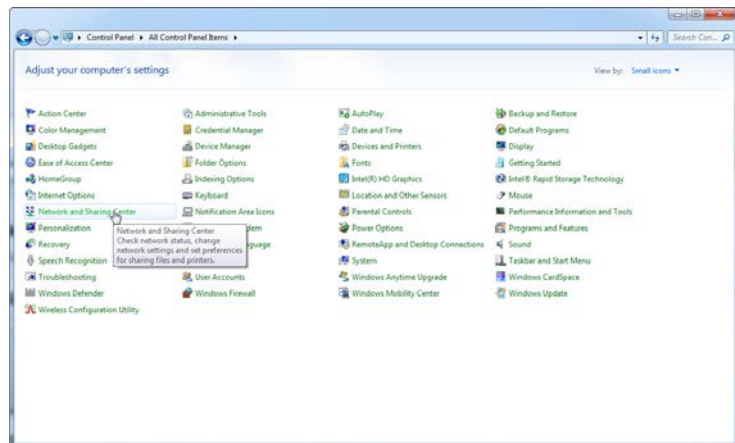 Control Panel All Control Panel Items
Search Con...
Adjust your computer's settings
View by: Small icons
Action Center Administrative Tools AutoPlay Backup and Restore
Color Management Credential Manager Date and Time Default Programs
Desktop Gadgets Device Manager Devices and Printers Display
Ease of Access Center Folder Options Fonts Getting Started
HomeGroup Indexing Options Intel(R) HD Graphics Intel® Rapid Storage Technology
Internet Options Keyboard Location and Other Sensors Mouse
Network and Sharing Center Notification Area Icons Parental Controls Performance Information and Tools
Personalization Power Options Programs and Features
Recovery RemoteApp and Desktop Connections Sound
Speech Recognition System Taskbar and Start Menu
Network and Sharing Center
Check network status, change
network settings and set preferences
for sharing files and printers.
Troubleshooting User Accounts Windows Anytime Upgrade Windows CardSpace
Windows Defender Windows Firewall Windows Mobility Center Windows Update
Wireless Configuration Utility